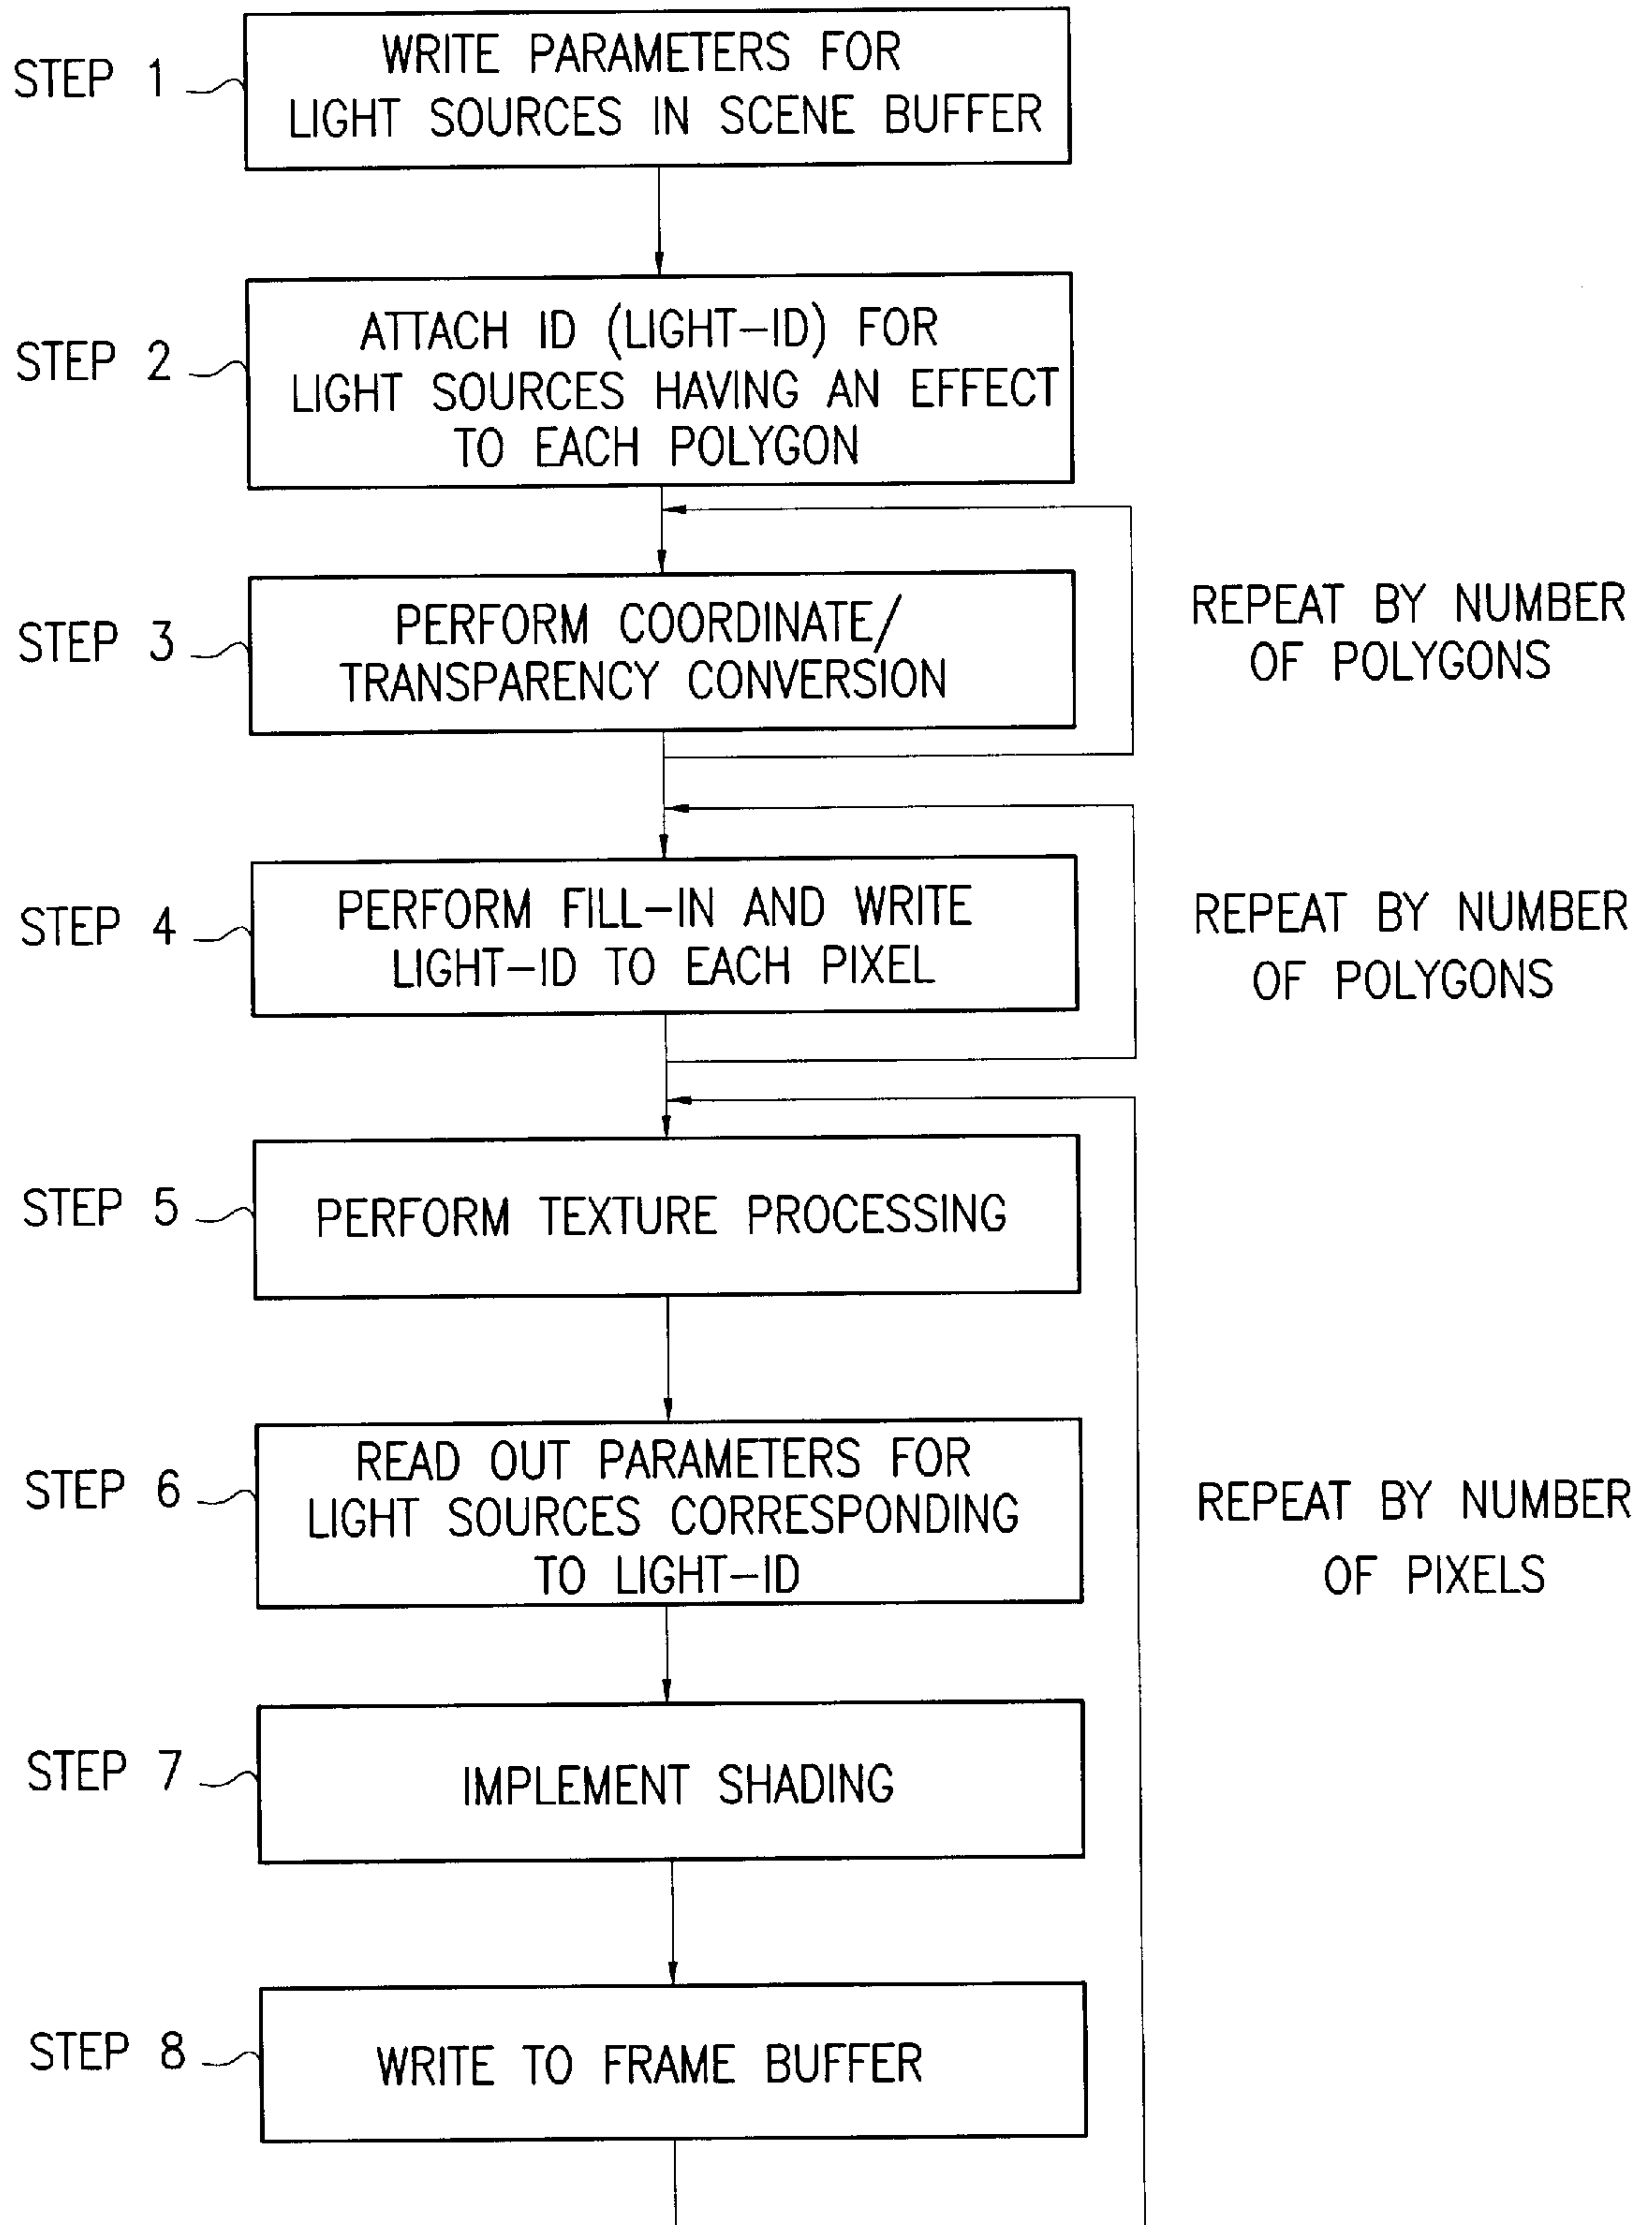 STEP 1
WRITE PARAMETERS FOR
LIGHT SOURCES IN SCENE BUFFER
STEP 2
ATTACH ID (LIGHT-ID) FOR
LIGHT SOURCES HAVING AN EFFECT
TO EACH POLYGON
STEP 3
PERFORM COORDINATE/
TRANSPARENCY CONVERSION
REPEAT BY NUMBER
OF POLYGONS
STEP 4
PERFORM FILL-IN AND WRITE
LIGHT-ID TO EACH PIXEL
REPEAT BY NUMBER
OF POLYGONS
STEP 5
PERFORM TEXTURE PROCESSING
STEP 6
READ OUT PARAMETERS FOR
LIGHT SOURCES CORRESPONDING
TO LIGHT-ID
REPEAT BY NUMBER
OF PIXELS
STEP 7
IMPLEMENT SHADING
STEP 8
WRITE TO FRAME BUFFER